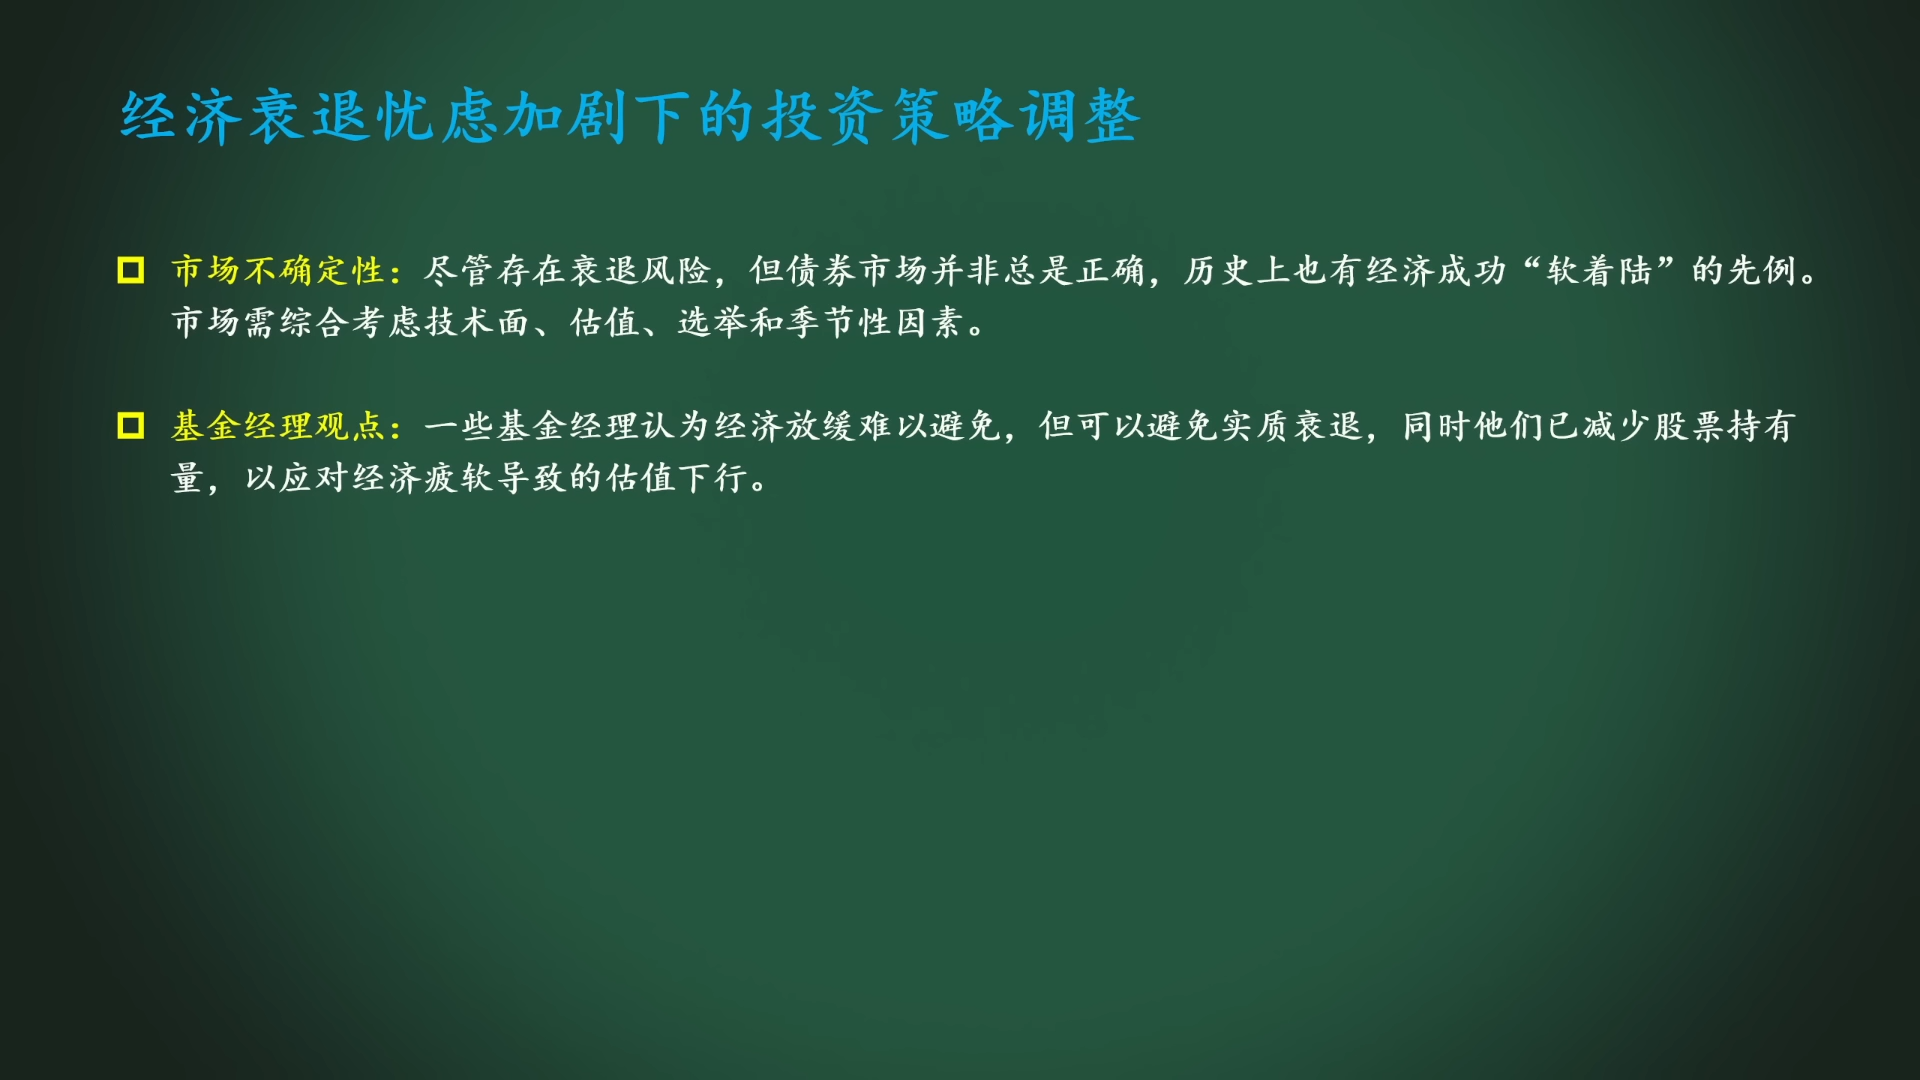 经济衰退忧虑加剧下的投资策略调整
市场不确定性：尽管存在衰退风险，但债券市场并非总是正确，历史上也有经济成功“软着陆”的先例。
市场需综合考虑技术面、估值、选举和季节性因素。
基金经理观点：一些基金经理认为经济放缓难以避免，但可以避免实质衰退，同时他们已减少股票持有
量，以应对经济疲软导致的估值下行。